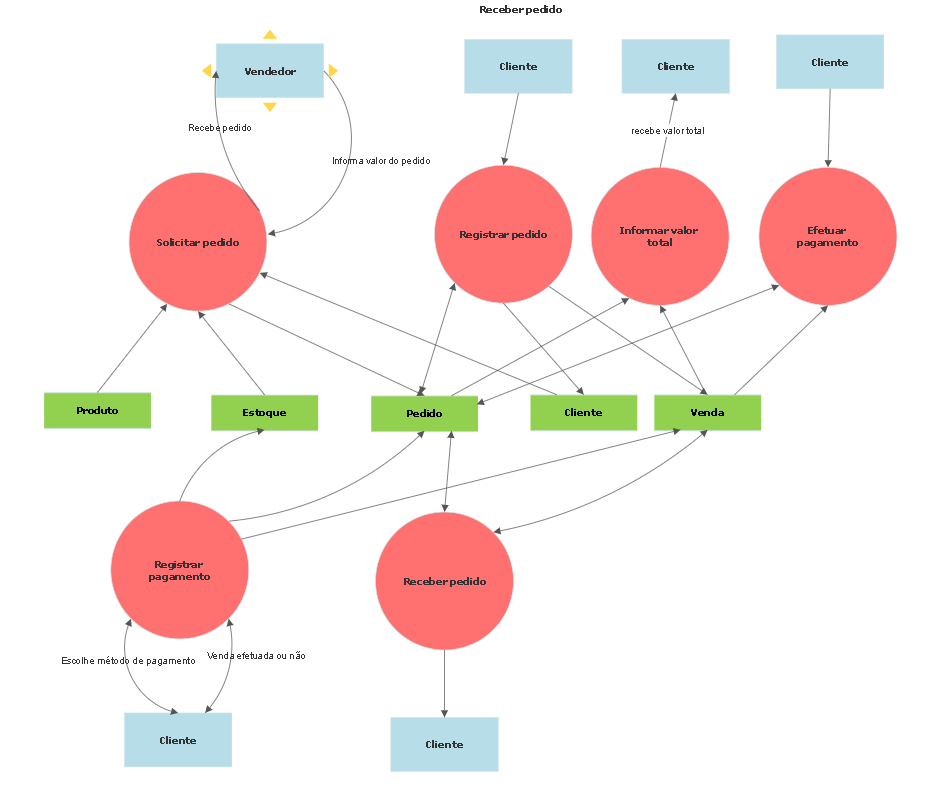 Receber pedido
Vendedor
Cliente
Cliente
Cliente
Recebe pedido
recebe valor total
Informa valor do pedido
Solicitar pedido
Registrar pedido
Informar valor
total
Efetuar
pagamento
Produto
Estoque
Pedido
Cliente
Venda
Registrar
pagamento
Receber pedido
Escolhe método de pagamento
Venda efetuada ou não
Cliente
Cliente